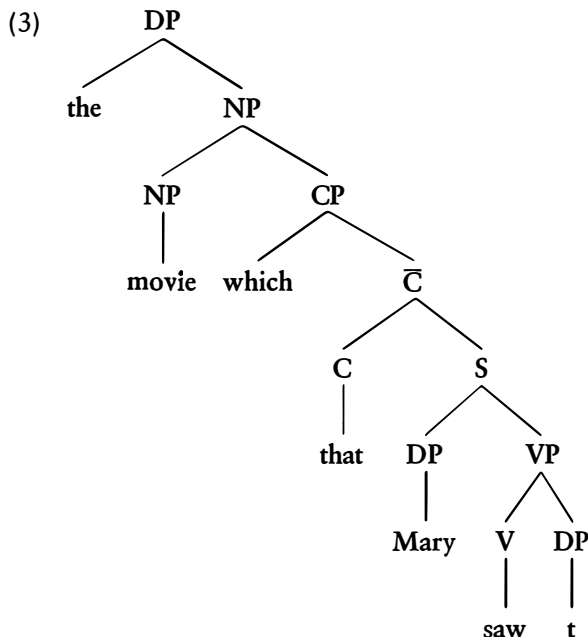 (3) DP
the NP
NP CP
movie which C̅
C S
that DP VP
Mary V DP
saw t